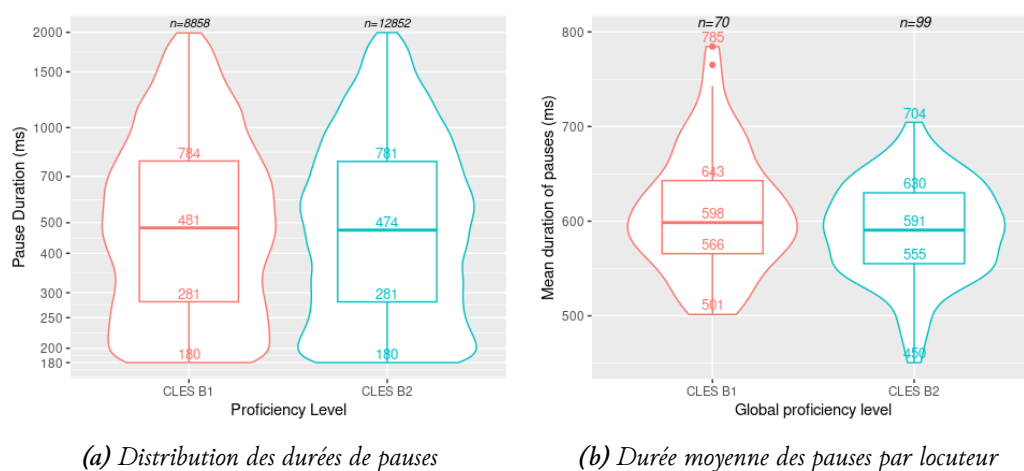 n=8858
n=12852
2000
1500
1000
700
500
400
300
250
200
180
Pause Duration (ms)
784
481
281
180
781
474
281
180
CLES B1
CLES B2
Proficiency Level
(a) Distribution des durées de pauses
n=70
n=99
800
700
600
500
Mean duration of pauses (ms)
785
643
598
566
501
704
630
591
555
450
CLES B1
CLES B2
Global proficiency level
(b) Durée moyenne des pauses par locuteur